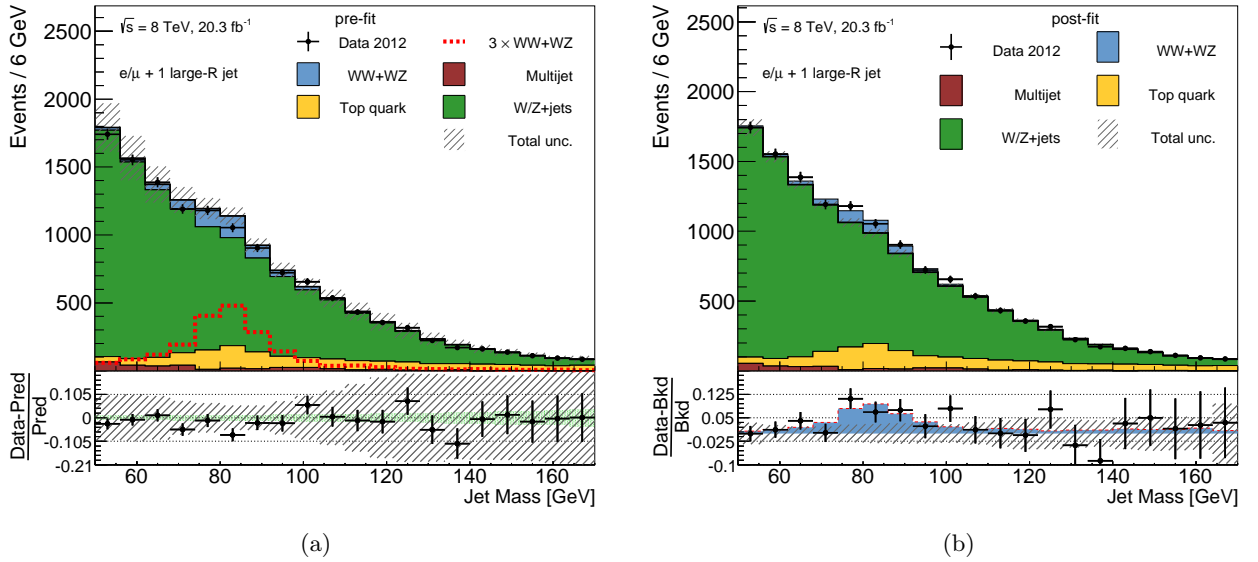 Events / 6 GeV
2500
2000
1500
1000
500
√s = 8 TeV, 20.3 fb⁻¹
pre-fit
Data 2012
3 × WW+WZ
e/μ + 1 large-R jet
WW+WZ
Multijet
Top quark
W/Z+jets
Total unc.
Data-Pred
Pred
0.105
0
-0.105
-0.21
60 80 100 120 140 160
Jet Mass [GeV]
(a)
Events / 6 GeV
2500
2000
1500
1000
500
√s = 8 TeV, 20.3 fb⁻¹
post-fit
Data 2012
WW+WZ
e/μ + 1 large-R jet
Multijet
Top quark
W/Z+jets
Total unc.
Data-Bkd
Bkd
0.125
0.05
-0.025
-0.1
60 80 100 120 140 160
Jet Mass [GeV]
(b)